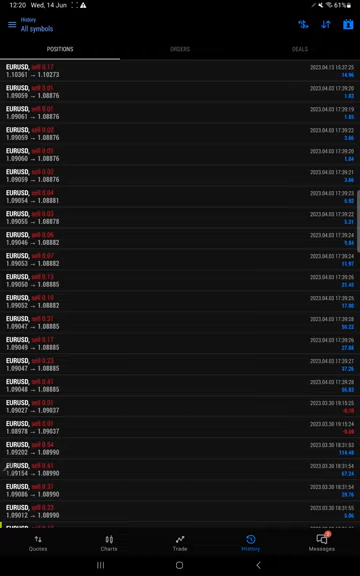 12:20 Wed, 14 Jun
61%
History
All symbols
POSITIONS ORDERS DEALS
EURUSD, sell 0.17 2023.04.13 15:37:25
1.10361 → 1.10273 14.96
EURUSD, sell 0.01 2023.04.03 17:39:20
1.09059 → 1.08876 1.83
EURUSD, sell 0.01 2023.04.03 17:39:19
1.09061 → 1.08876 1.85
EURUSD, sell 0.02 2023.04.03 17:39:22
1.09059 → 1.08876 3.66
EURUSD, sell 0.01 2023.04.03 17:39:20
1.09060 → 1.08876 1.84
EURUSD, sell 0.02 2023.04.03 17:39:21
1.09059 → 1.08876 3.66
EURUSD, sell 0.04 2023.04.03 17:39:23
1.09054 → 1.08881 6.92
EURUSD, sell 0.03 2023.04.03 17:39:22
1.09055 → 1.08878 5.31
EURUSD, sell 0.06 2023.04.03 17:39:24
1.09046 → 1.08882 9.84
EURUSD, sell 0.07 2023.04.03 17:39:24
1.09053 → 1.08882 11.97
EURUSD, sell 0.13 2023.04.03 17:39:26
1.09050 → 1.08885 21.45
EURUSD, sell 0.10 2023.04.03 17:39:25
1.09052 → 1.08882 17.00
EURUSD, sell 0.31 2023.04.03 17:39:28
1.09047 → 1.08885 50.22
EURUSD, sell 0.17 2023.04.03 17:39:26
1.09049 → 1.08885 27.88
EURUSD, sell 0.23 2023.04.03 17:39:27
1.09047 → 1.08885 37.26
EURUSD, sell 0.41 2023.04.03 17:39:28
1.09048 → 1.08885 66.83
EURUSD, sell 0.01 2023.03.30 19:15:25
1.09027 → 1.09037 -0.10
EURUSD, sell 0.01 2023.03.30 19:15:24
1.08978 → 1.09037 -0.59
EURUSD, sell 0.54 2023.03.30 18:31:53
1.09202 → 1.08990 114.48
EURUSD, sell 0.41 2023.03.30 18:31:54
1.09154 → 1.08990 67.24
EURUSD, sell 0.31 2023.03.30 18:31:54
1.09086 → 1.08990 29.76
EURUSD, sell 0.23 2023.03.30 18:31:55
1.09012 → 1.08990 5.06
Quotes Charts Trade History Messages